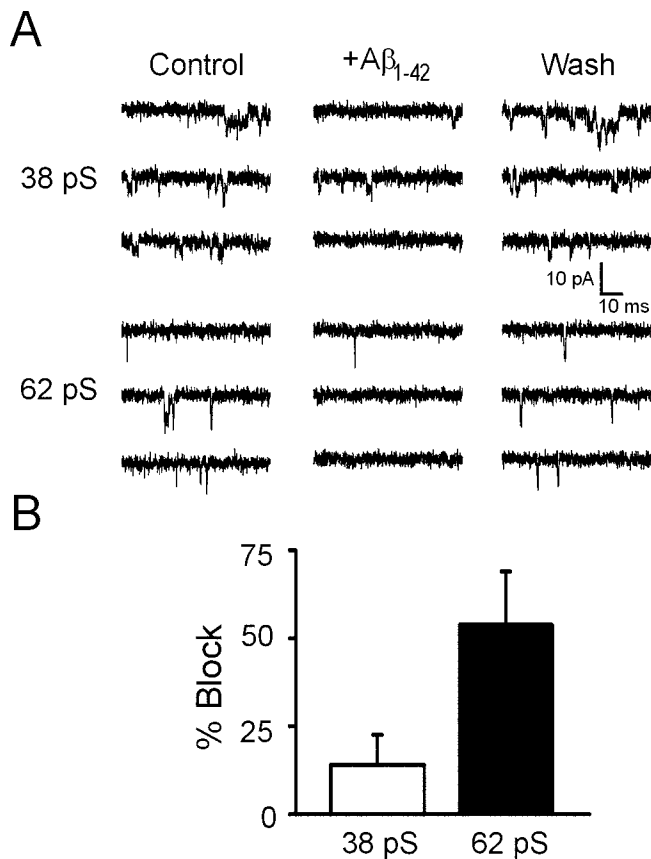 A
Control +Aβ1-42 Wash
38 pS
10 pA
10 ms
62 pS
B
75
50
25
0
% Block
38 pS 62 pS